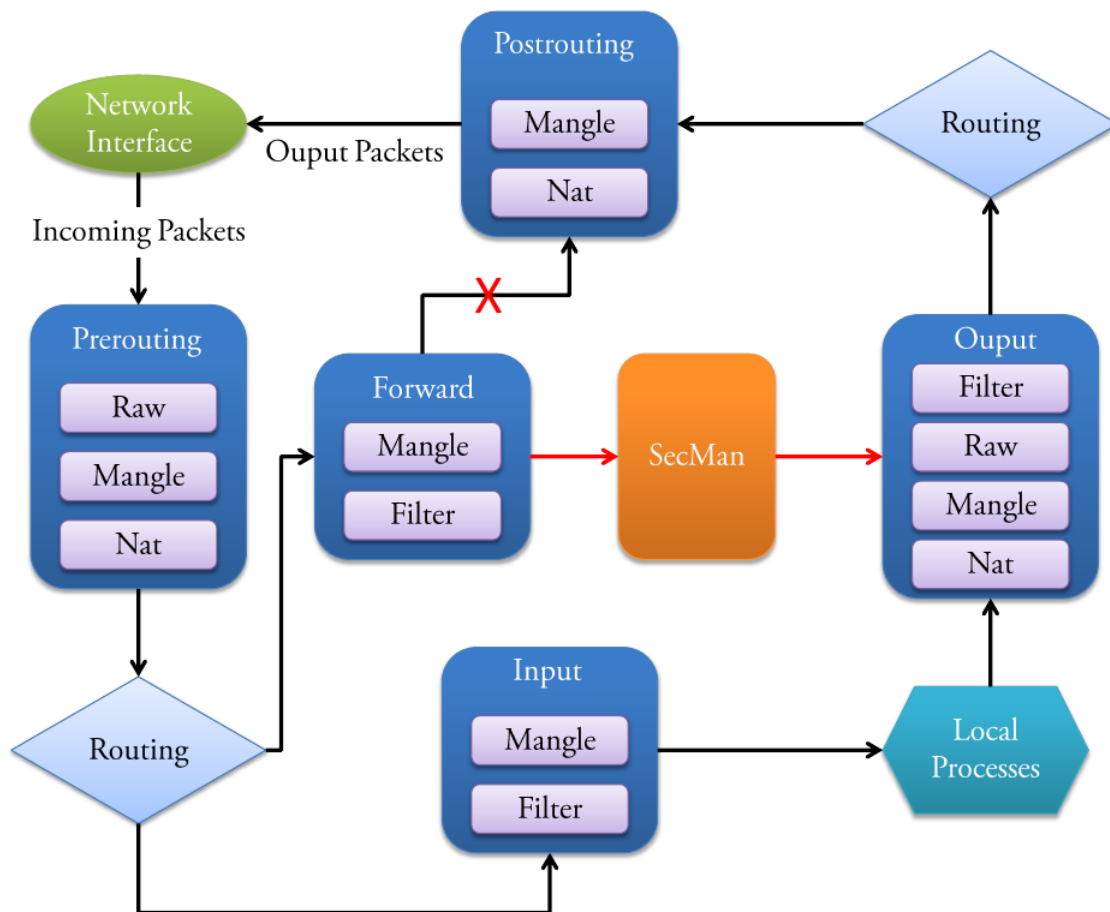 Postrouting
Mangle
Nat
Network
Interface
Ouput Packets
Routing
Incoming Packets
Prerouting
Raw
Mangle
Nat
X
Forward
Mangle
Filter
SecMan
Ouput
Filter
Raw
Mangle
Nat
Routing
Input
Mangle
Filter
Local
Processes